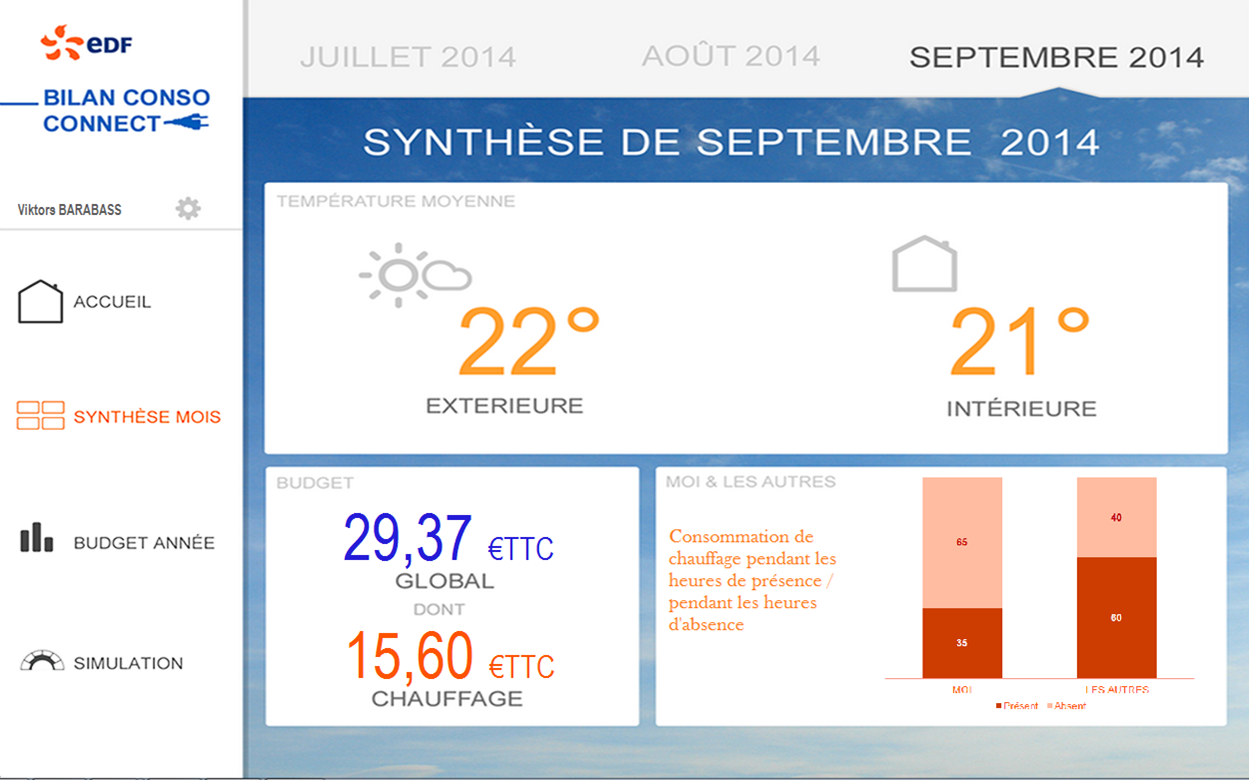 eDF
BILAN CONSO
CONNECT
Viktors BARABASS
ACCUEIL
SYNTHÈSE MOIS
BUDGET ANNÉE
SIMULATION
JUILLET 2014
AOÛT 2014
SEPTEMBRE 2014
SYNTHÈSE DE SEPTEMBRE 2014
TEMPÉRATURE MOYENNE
22°
EXTERIEURE
21°
INTÉRIEURE
BUDGET
29,37 €TTC
GLOBAL
DONT
15,60 €TTC
CHAUFFAGE
MOI & LES AUTRES
Consommation de
chauffage pendant les
heures de présence /
pendant les heures
d'absence
65
40
35
60
MOI
LES AUTRES
Présent
Absent